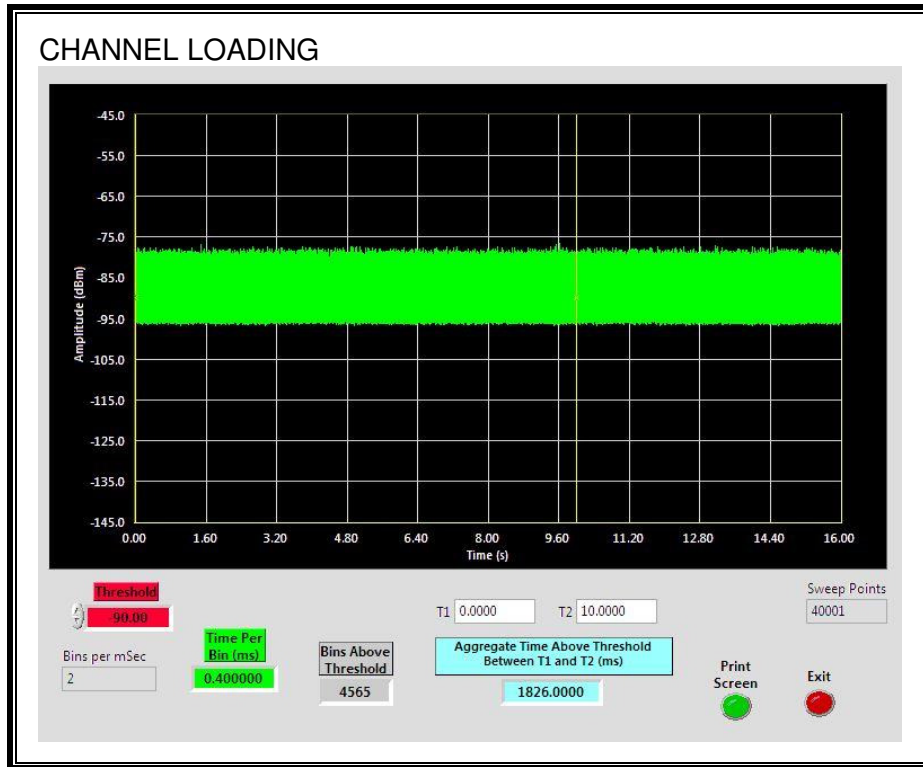 CHANNEL LOADING
-45.0
-55.0
-65.0
-75.0
-85.0
-95.0
-105.0
-115.0
-125.0
-135.0
-145.0
Amplitude (dBm)
0.00 1.60 3.20 4.80 6.40 8.00 9.60 11.20 12.80 14.40 16.00
Time (s)
Threshold
-90.00
Bins per mSec
2
Time Per
Bin (ms)
0.400000
Bins Above
Threshold
4565
T1 0.0000 T2 10.0000
Aggregate Time Above Threshold
Between T1 and T2 (ms)
1826.0000
Sweep Points
40001
Print
Screen
Exit